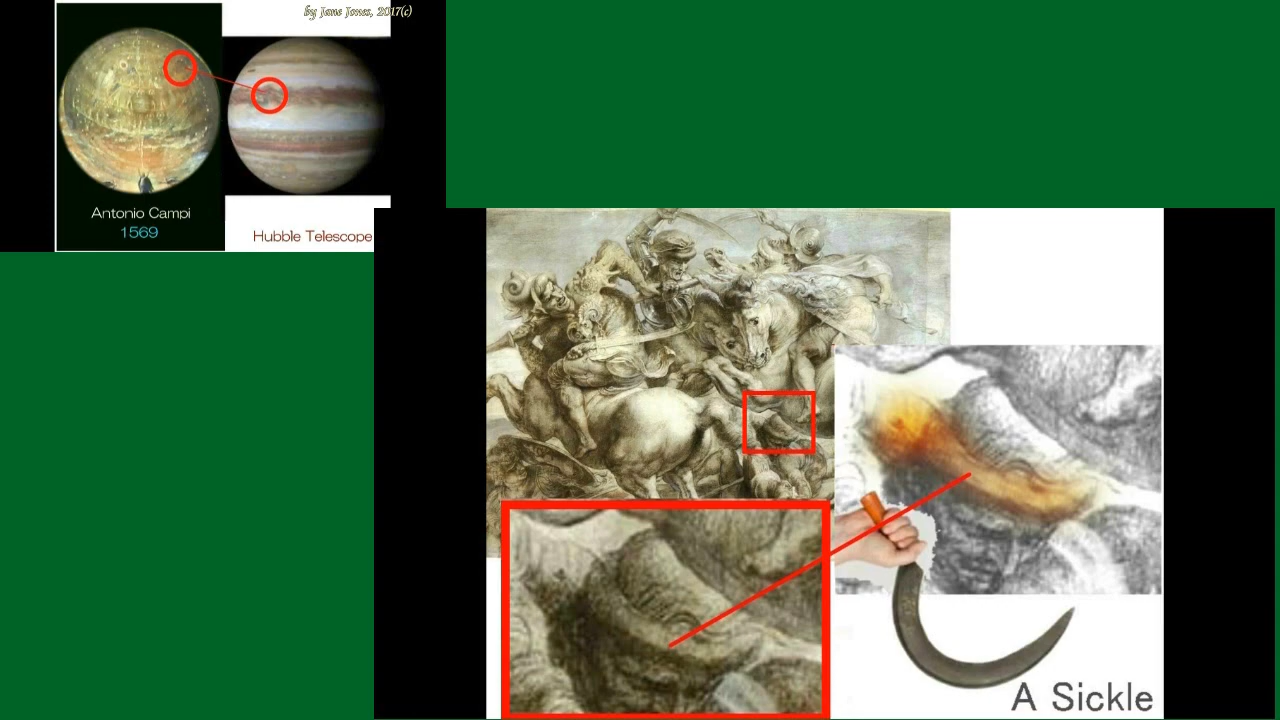 by Jane Jones, 2017(c)
Antonio Campi
1569
Hubble Telescope
A Sickle